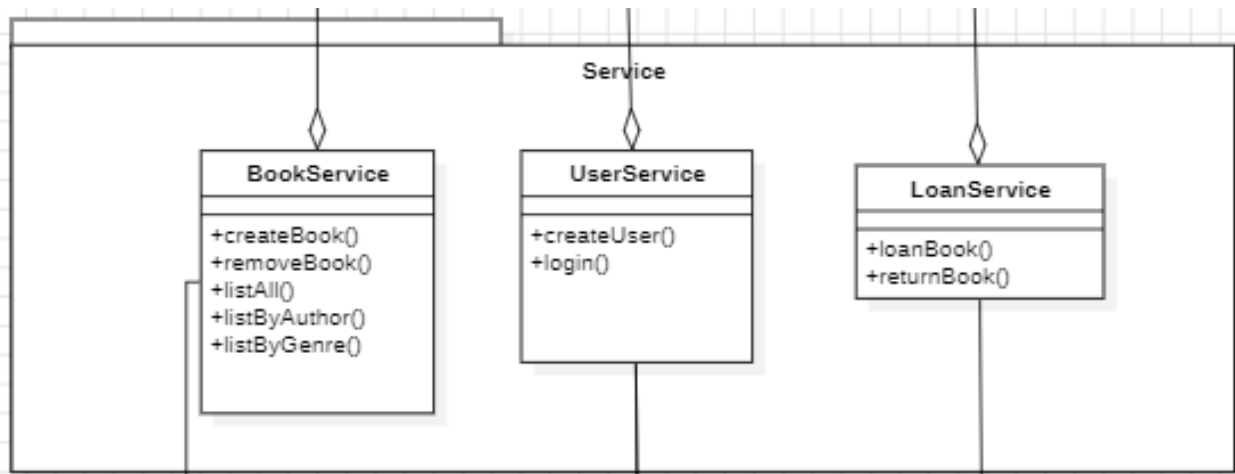 Service
BookService
+createBook()
+removeBook()
+listAll()
+listByAuthor()
+listByGenre()
UserService
+createUser()
+login()
LoanService
+loanBook()
+returnBook()